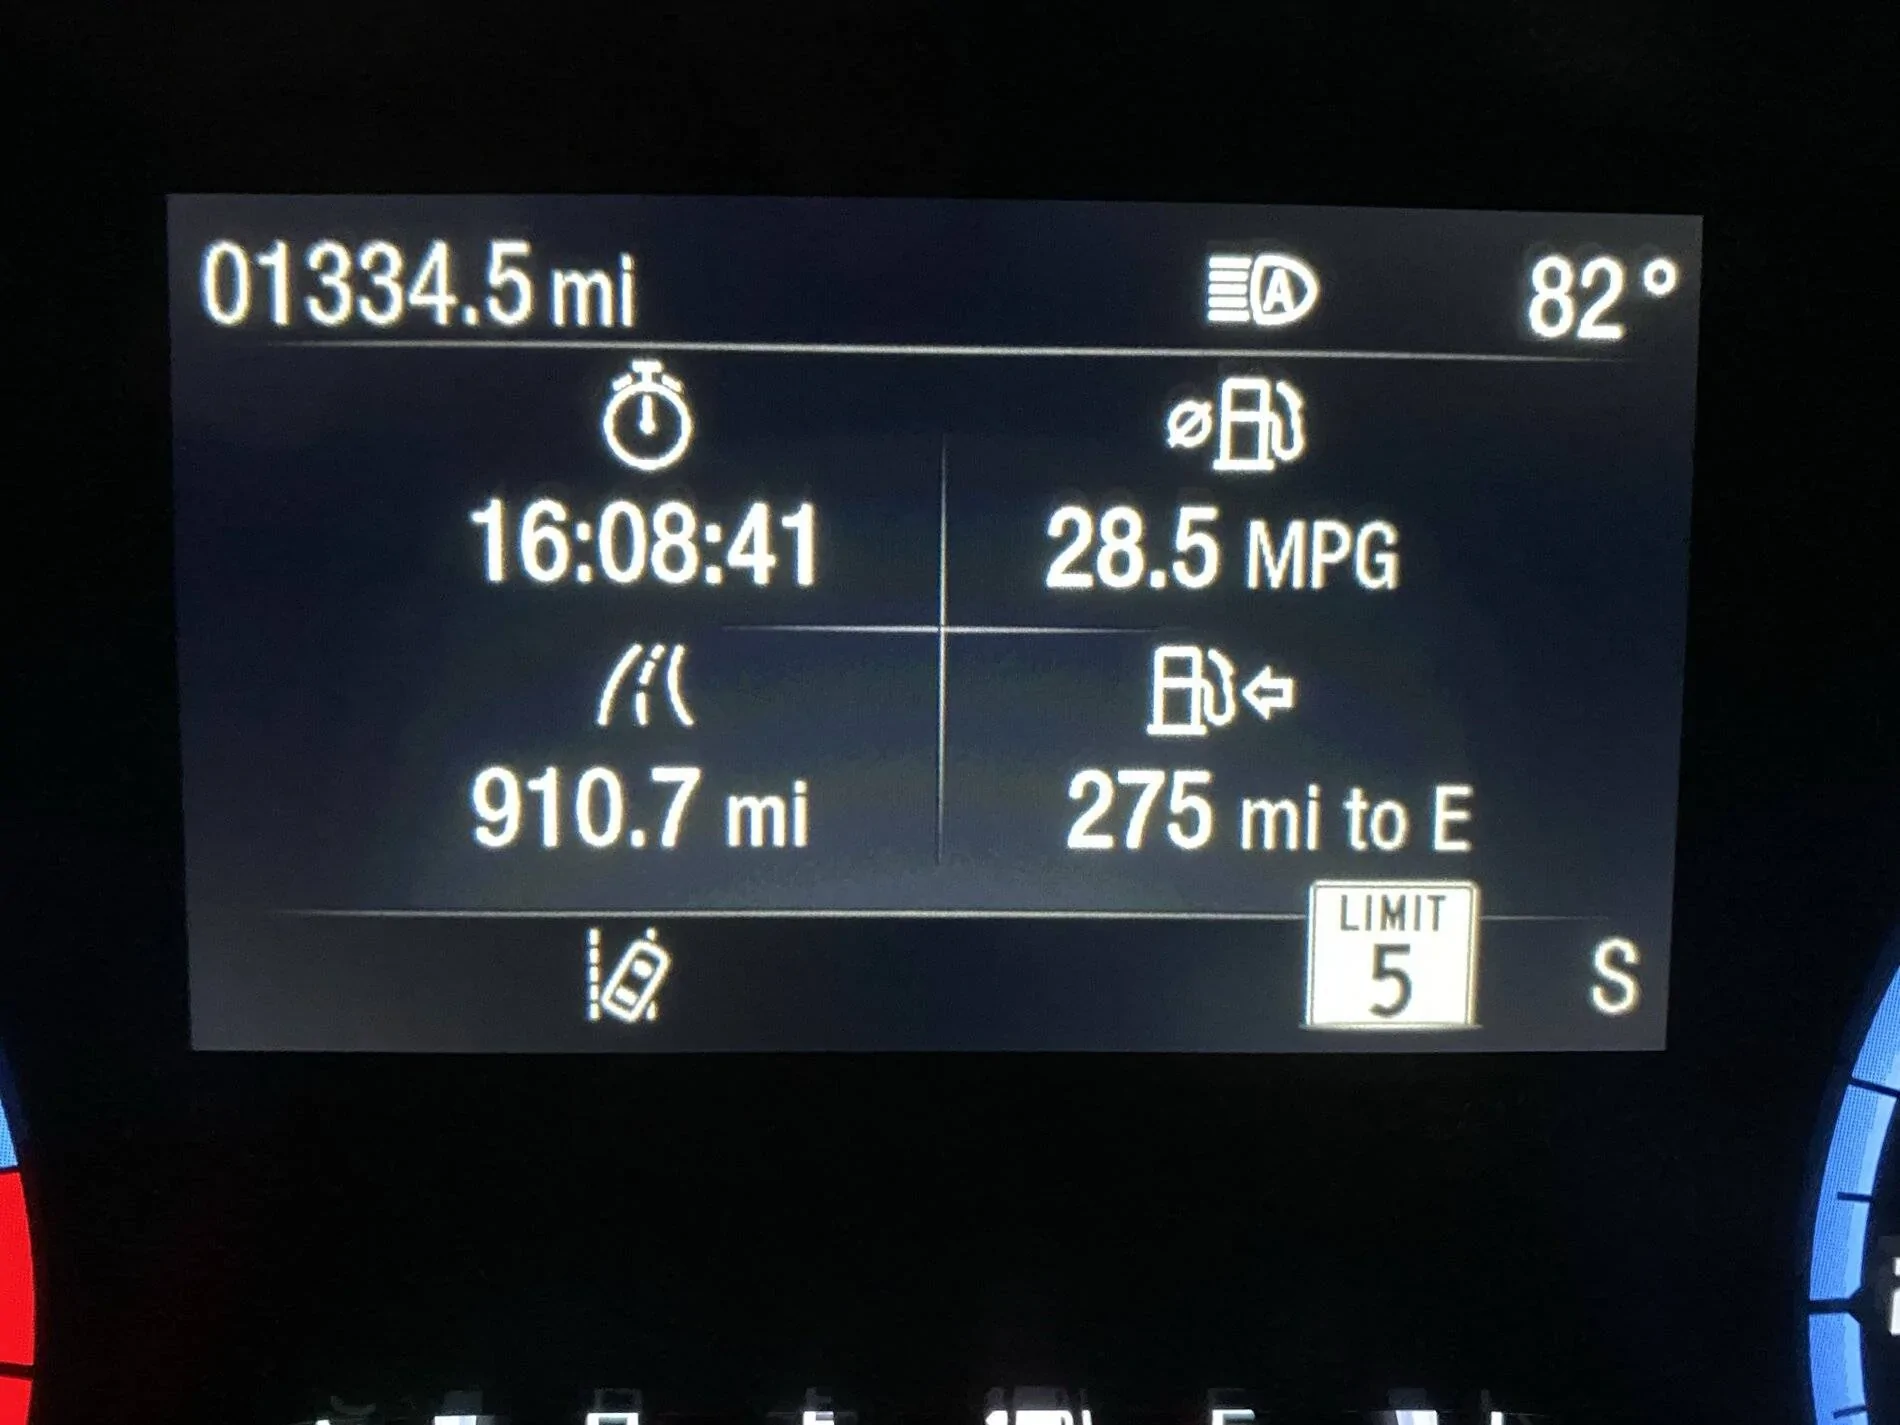 01334.5 mi A 82°
16:08:41 ø 28.5 MPG
910.7 mi 275 mi to E
LIMIT
5 S